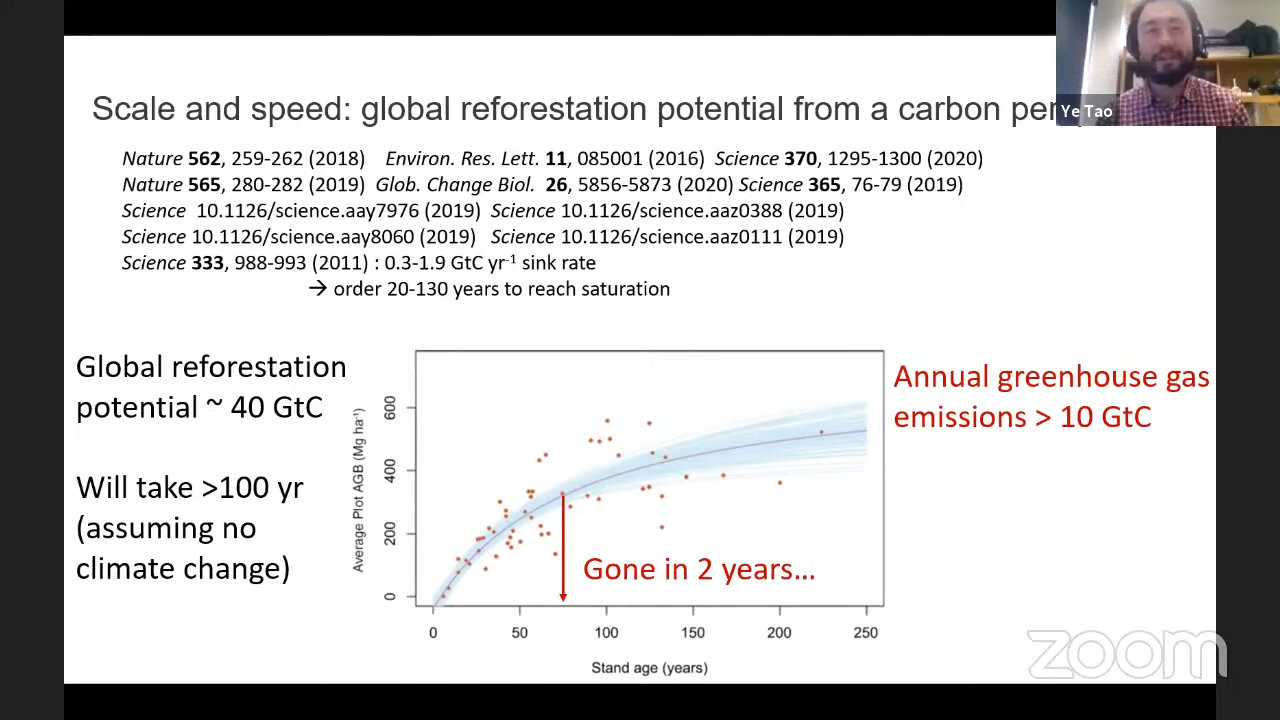 Scale and speed: global reforestation potential from a carbon per
Ye Tao
Nature 562, 259-262 (2018) Environ. Res. Lett. 11, 085001 (2016) Science 370, 1295-1300 (2020)
Nature 565, 280-282 (2019) Glob. Change Biol. 26, 5856-5873 (2020) Science 365, 76-79 (2019)
Science 10.1126/science.aay7976 (2019) Science 10.1126/science.aaz0388 (2019)
Science 10.1126/science.aay8060 (2019) Science 10.1126/science.aaz0111 (2019)
Science 333, 988-993 (2011) : 0.3-1.9 GtC yr⁻¹ sink rate
→ order 20-130 years to reach saturation
Global reforestation
potential ~ 40 GtC
Will take >100 yr
(assuming no
climate change)
Average Plot AGB (Mg ha⁻¹)
600
400
200
0
Gone in 2 years...
0 50 100 150 200 250
Stand age (years)
Annual greenhouse gas
emissions > 10 GtC
zoom